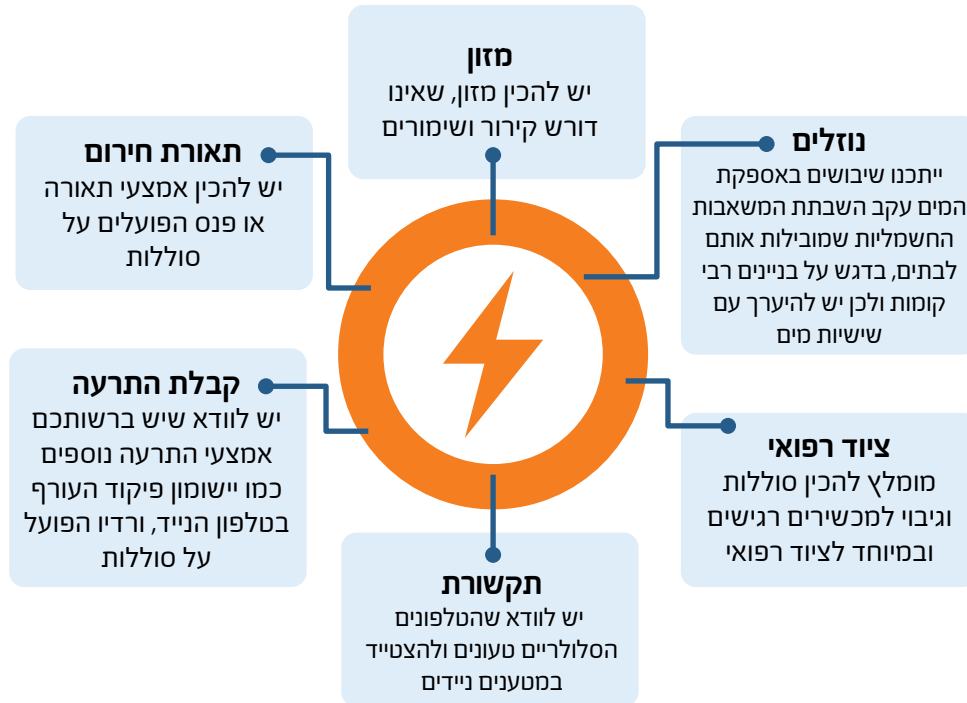 מזון
יש להכין מזון, שאינו
דורש קירור ושימורים
נוזלים
ייתכנו שיבושים באספקת
המים עקב השבתת המשאבות
החשמליות שמובילות אותם
לבתים, בדגש על בניינים רבי
קומות ולכן יש להיערך עם
שישיות מים
ציוד רפואי
מומלץ להכין סוללות
וגיבוי למכשירים רגישים
ובמיוחד לציוד רפואי
תקשורת
יש לוודא שהטלפונים
הסלולריים טעונים ולהצטייד
במטענים ניידים
קבלת התרעה
יש לוודא שיש ברשותכם
אמצעי התרעה נוספים
כמו יישומון פיקוד העורף
בטלפון הנייד, ורדיו הפועל
על סוללות
תאורת חירום
יש להכין אמצעי תאורה
או פנס הפועלים על
סוללות